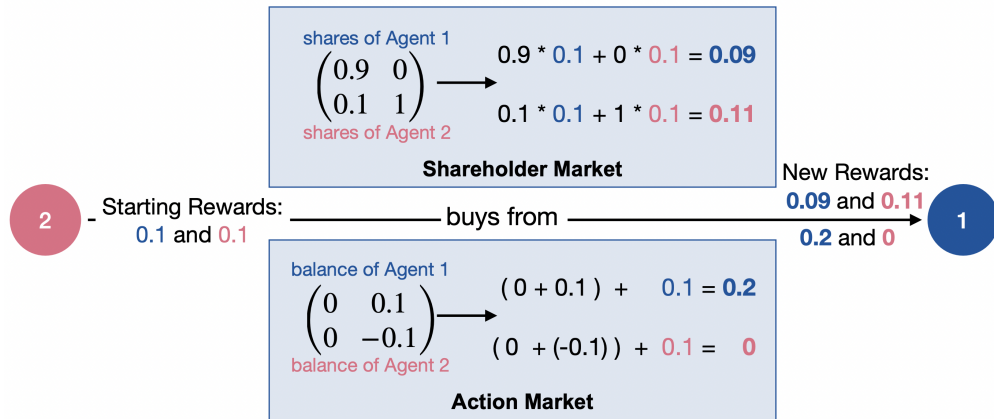 shares of Agent 1
0.9 0
0.1 1
shares of Agent 2
0.9 * 0.1 + 0 * 0.1 = 0.09
0.1 * 0.1 + 1 * 0.1 = 0.11
Shareholder Market
2
Starting Rewards:
0.1 and 0.1
buys from
New Rewards:
0.09 and 0.11
0.2 and 0
1
balance of Agent 1
0 0.1
0 −0.1
balance of Agent 2
( 0 + 0.1 ) + 0.1 = 0.2
( 0 + (-0.1) ) + 0.1 = 0
Action Market